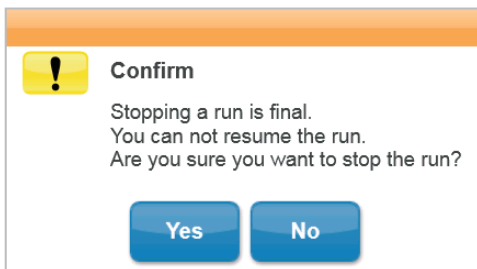 Confirm
Stopping a run is final.
You can not resume the run.
Are you sure you want to stop the run?
Yes
No